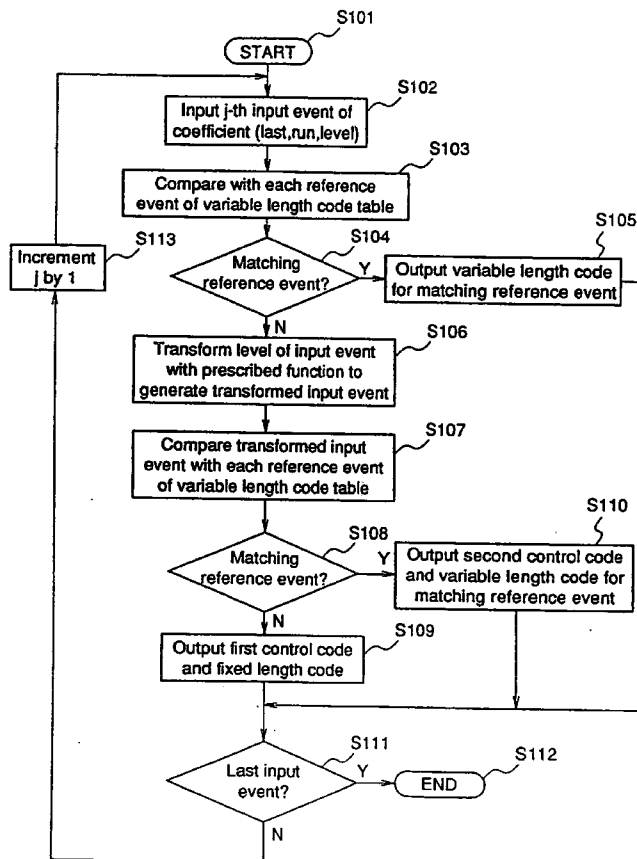 S101
START
S102
Input j-th input event of
coefficient (last,run,level)
S103
Compare with each reference
event of variable length code table
S113
Increment
j by 1
S104
Matching
reference event?
Y
N
S105
Output variable length code
for matching reference event
S106
Transform level of input event
with prescribed function to
generate transformed input event
S107
Compare transformed input
event with each reference event
of variable length code table
S108
Matching
reference event?
Y
N
S110
Output second control code
and variable length code for
matching reference event
S109
Output first control code
and fixed length code
S111
Last input
event?
Y
N
S112
END